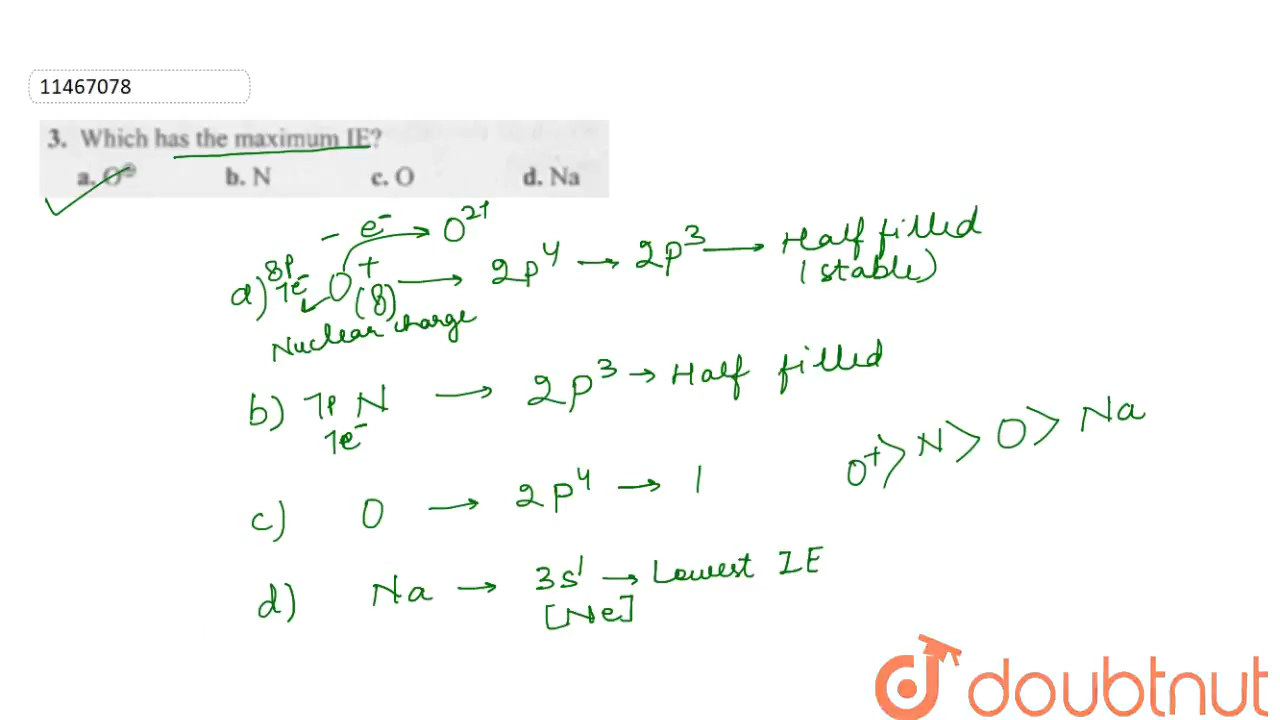 11467078
3. Which has the maximum IE?
a. O⊕ b. N c. O d. Na
- e⁻ → O²⁺
a) 8p 7e⁻ O⁺ (8) → 2p⁴ → 2p³ → Half filled
(stable)
Nuclear charge
b) 7p N → 2p³ → Half filled
7e⁻
O⁺ > N > O > Na
c) O → 2p⁴ → 1
d) Na → 3s¹ → Lowest IE
[Ne]
doubtnut